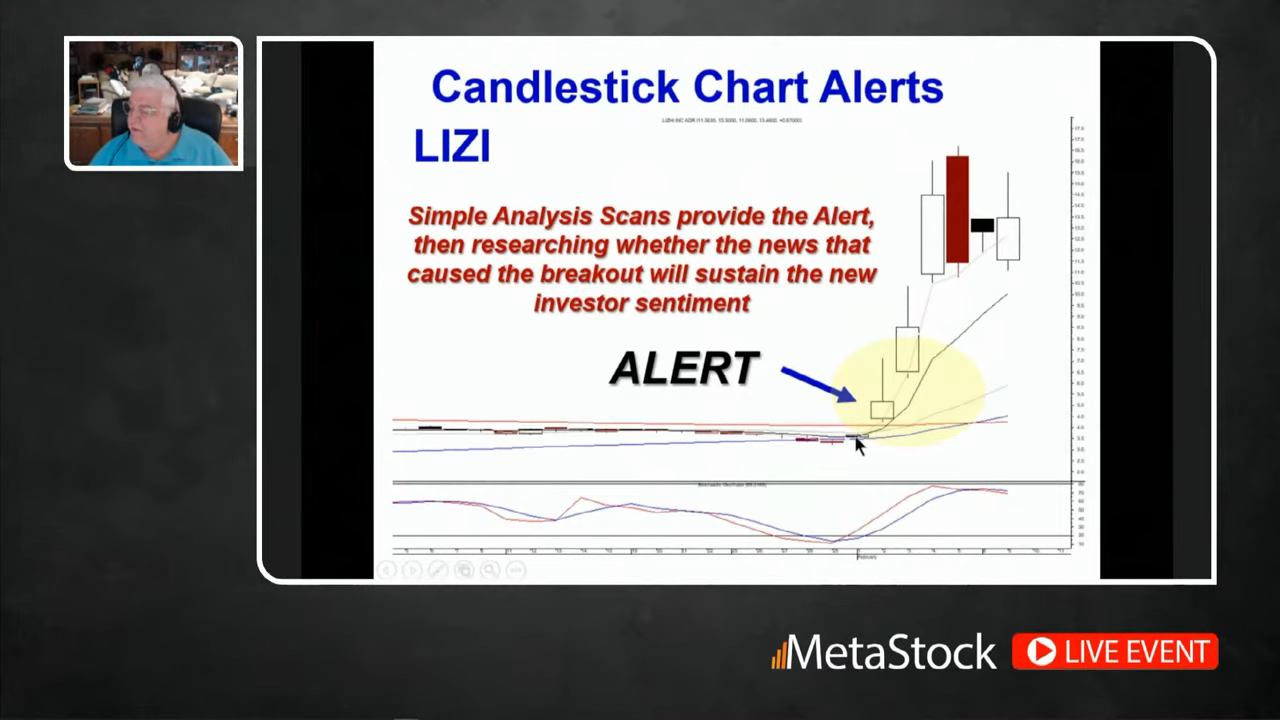 Candlestick Chart Alerts
LIZI
Simple Analysis Scans provide the Alert,
then researching whether the news that
caused the breakout will sustain the new
investor sentiment
ALERT
February
MetaStock
LIVE EVENT